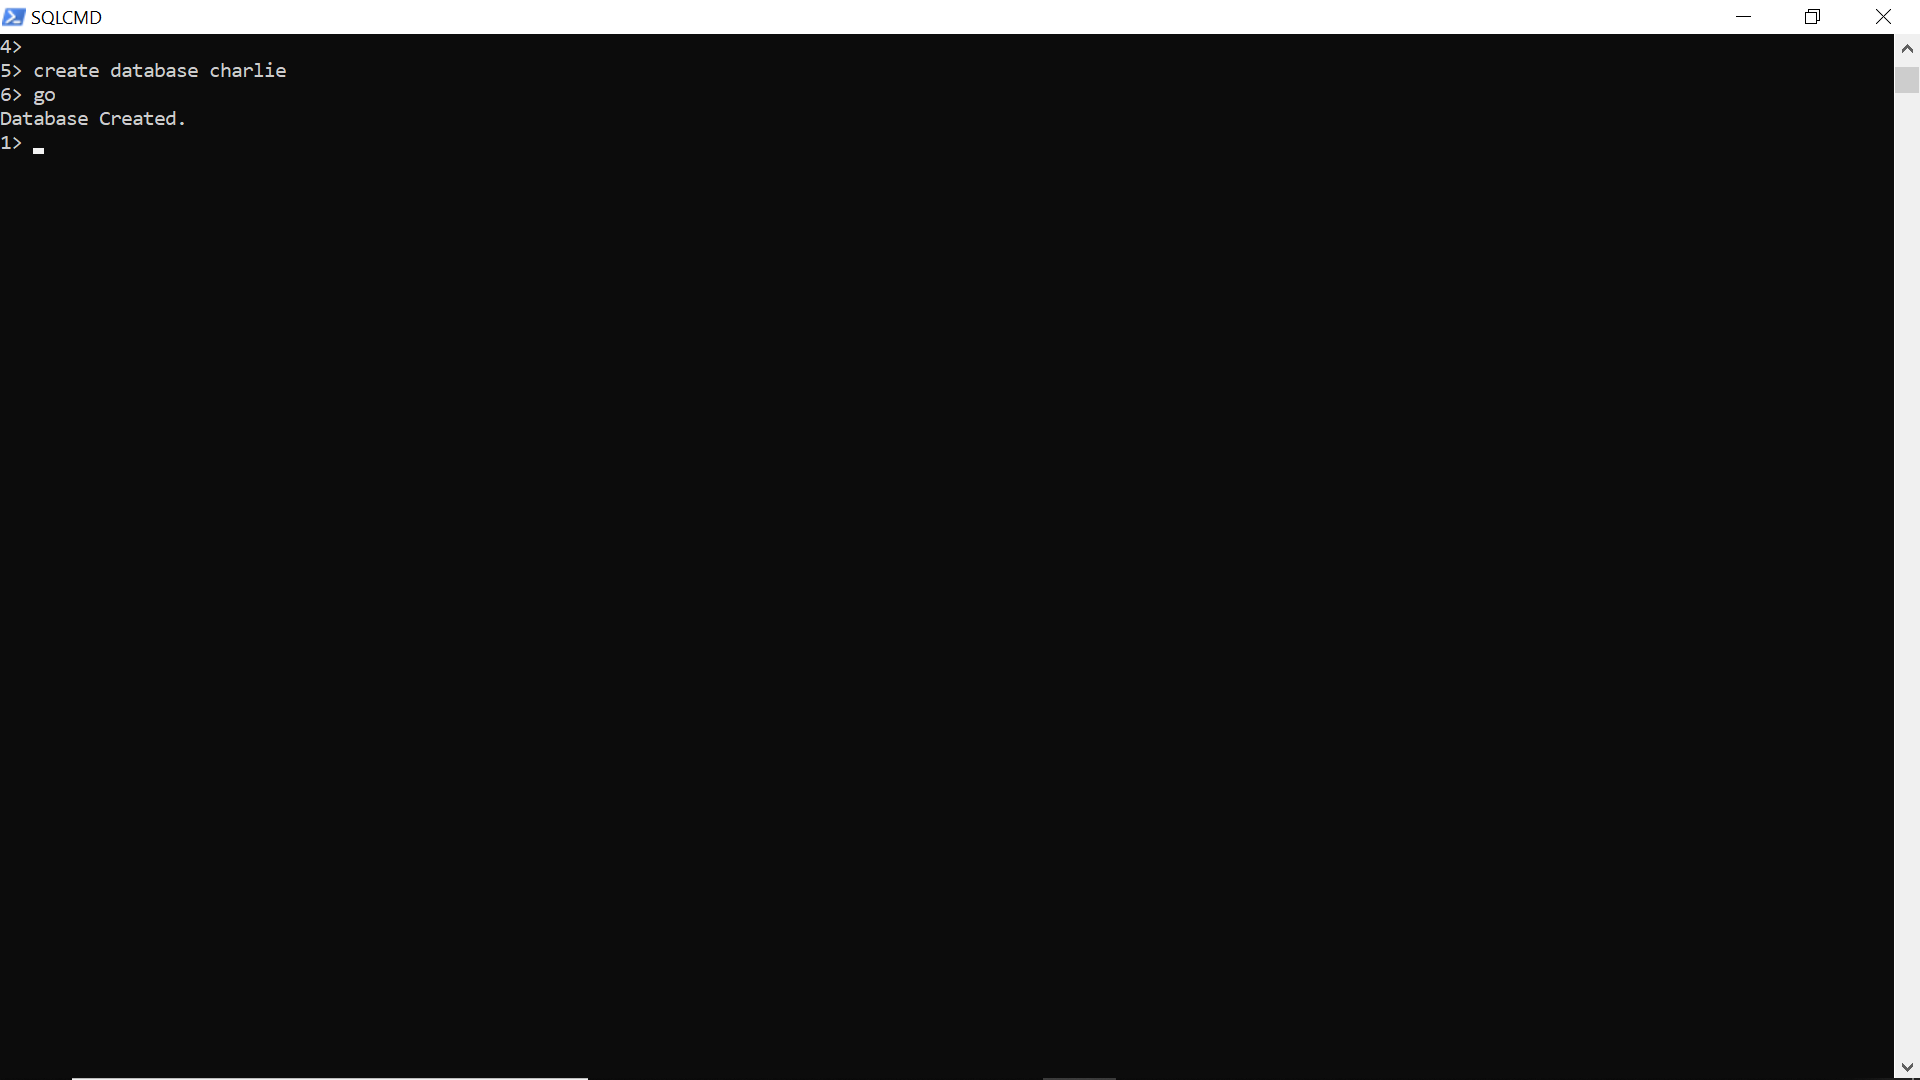 SQLCMD
4>
5> create database charlie
6> go
Database Created.
1>